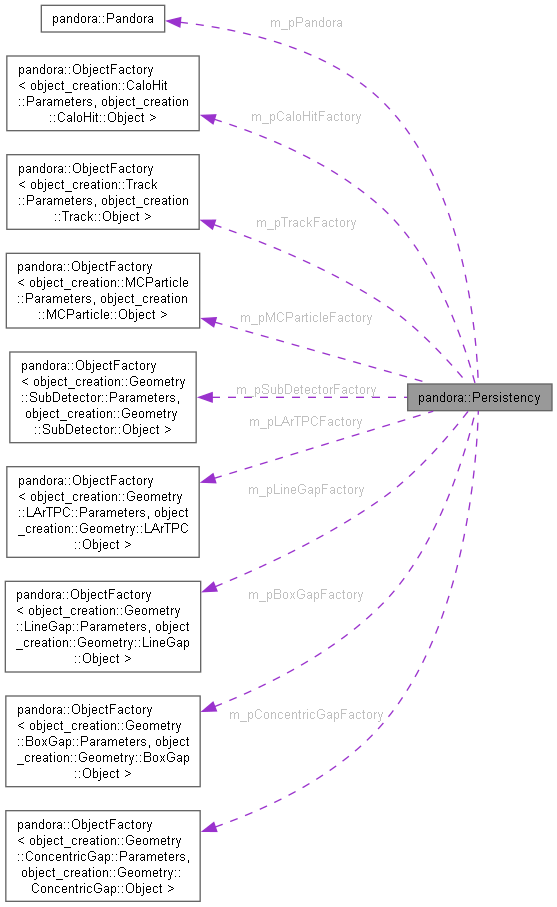 pandora::Pandora
m_pPandora
pandora::ObjectFactory
< object_creation::CaloHit
::Parameters, object_creation
::CaloHit::Object >
m_pCaloHitFactory
pandora::ObjectFactory
< object_creation::Track
::Parameters, object_creation
::Track::Object >
m_pTrackFactory
pandora::ObjectFactory
< object_creation::MCParticle
::Parameters, object_creation
::MCParticle::Object >
m_pMCParticleFactory
pandora::ObjectFactory
< object_creation::Geometry
::SubDetector::Parameters,
object_creation::Geometry
::SubDetector::Object >
m_pSubDetectorFactory
pandora::Persistency
m_pLArTPCFactory
pandora::ObjectFactory
< object_creation::Geometry
::LArTPC::Parameters, object
_creation::Geometry::LArTPC
::Object >
m_pLineGapFactory
pandora::ObjectFactory
< object_creation::Geometry
::LineGap::Parameters, object
_creation::Geometry::LineGap
::Object >
m_pBoxGapFactory
pandora::ObjectFactory
< object_creation::Geometry
::BoxGap::Parameters, object
_creation::Geometry::BoxGap
::Object >
m_pConcentricGapFactory
pandora::ObjectFactory
< object_creation::Geometry
::ConcentricGap::Parameters,
object_creation::Geometry::
ConcentricGap::Object >